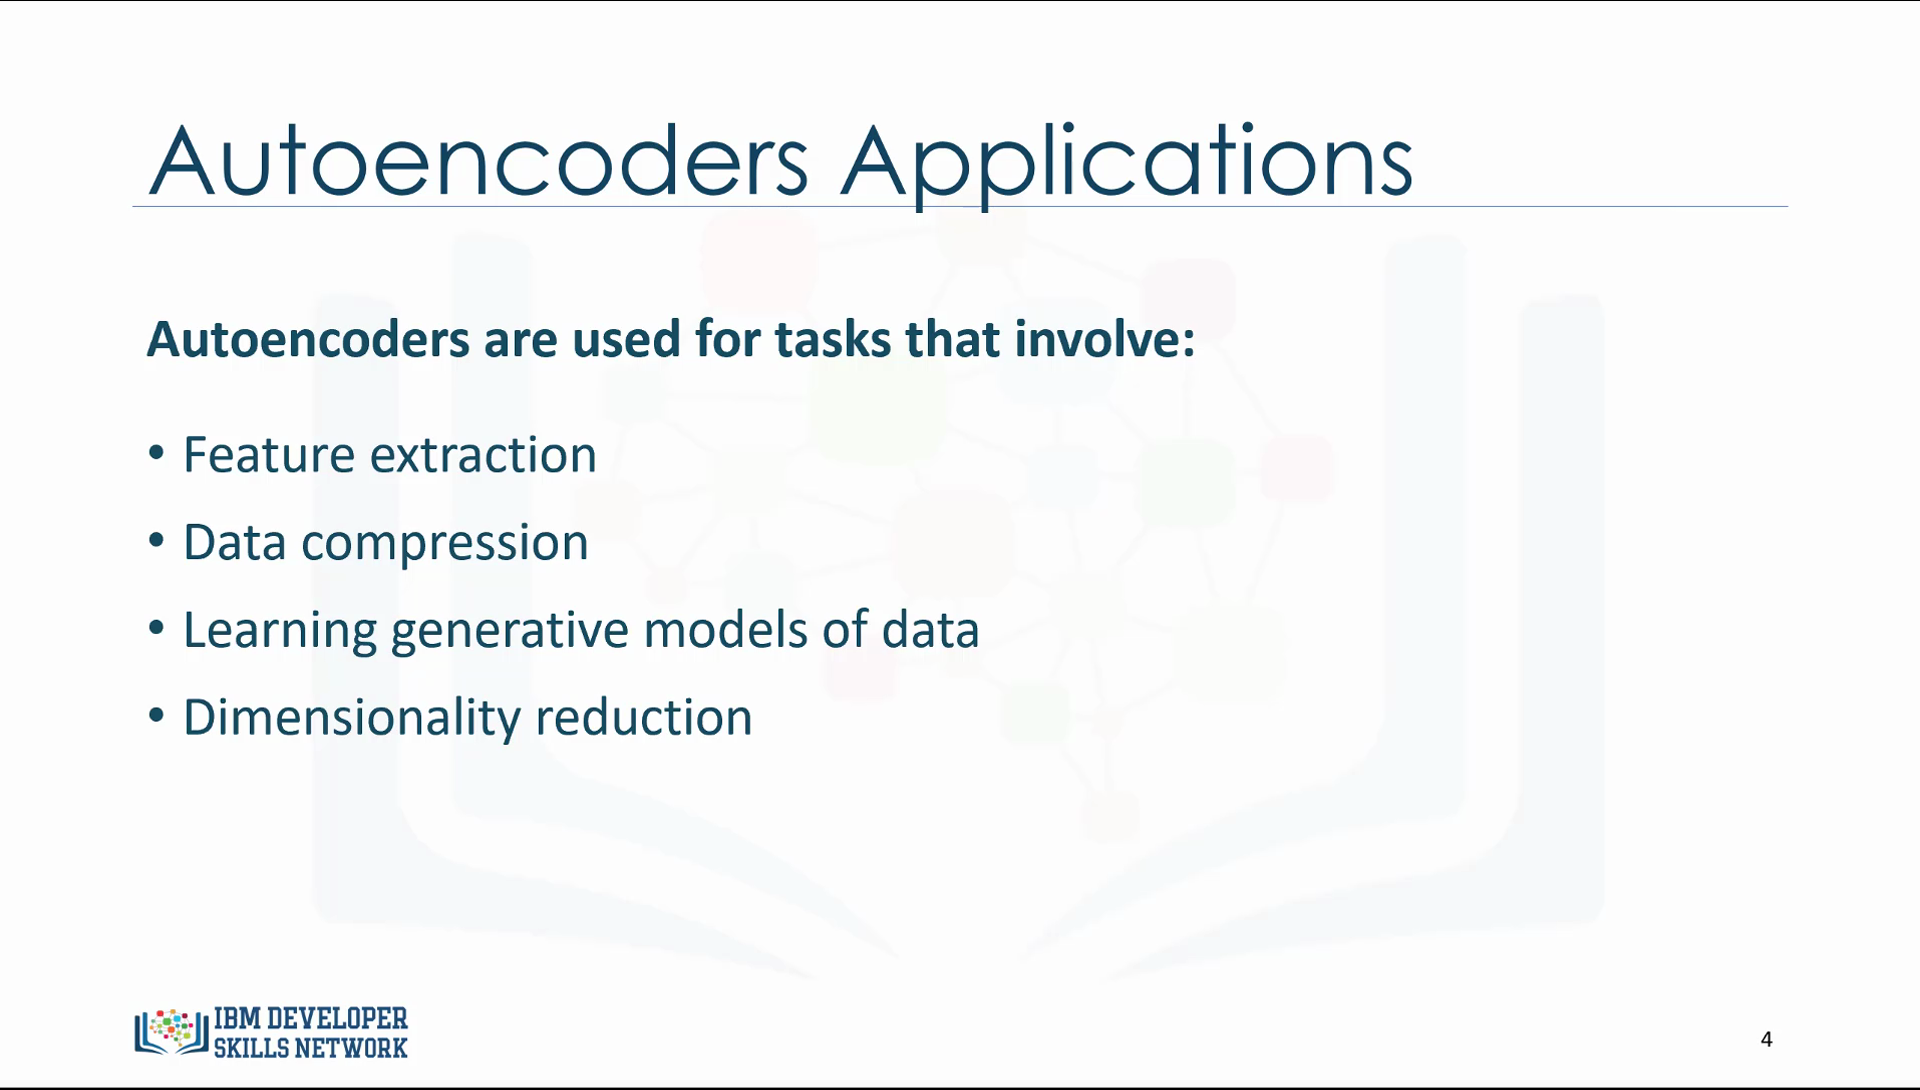 Autoencoders Applications
Autoencoders are used for tasks that involve:
• Feature extraction
• Data compression
• Learning generative models of data
• Dimensionality reduction
IBM DEVELOPER
SKILLS NETWORK
4